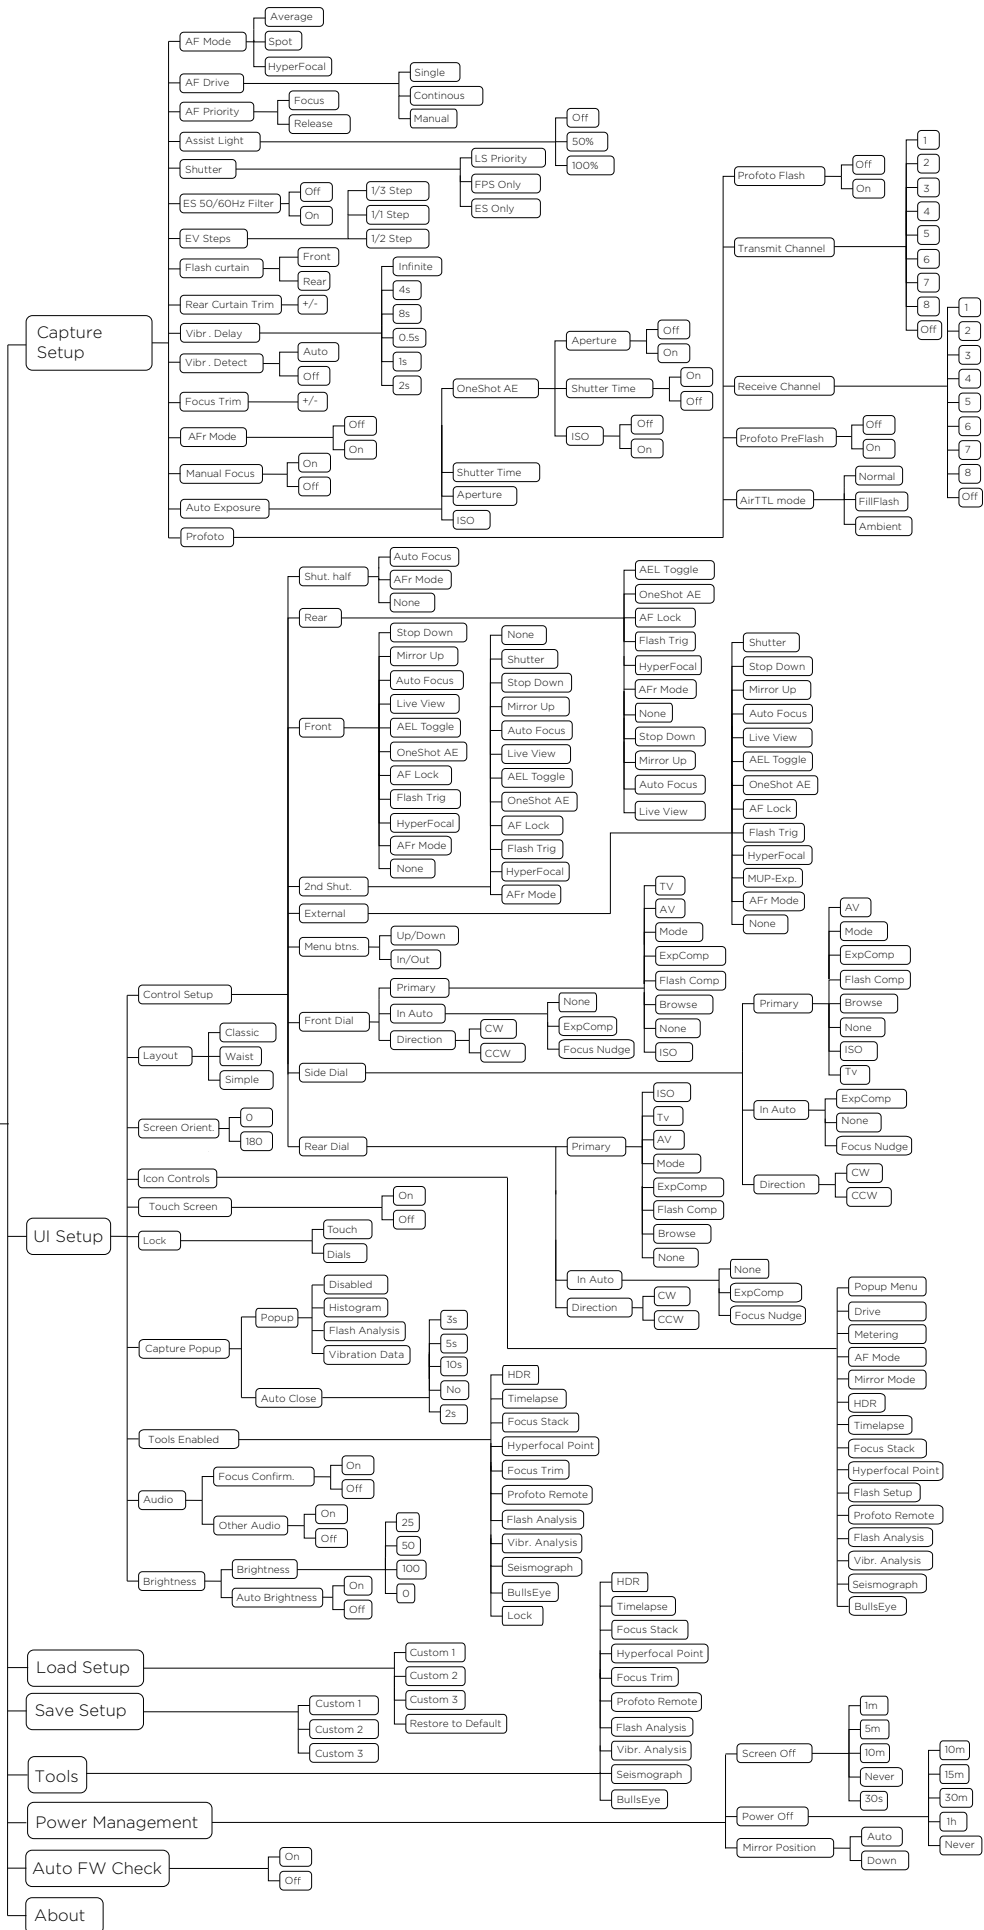 Capture
Setup
AF Mode
Average
Spot
HyperFocal
AF Drive
Single
Continous
Manual
AF Priority
Focus
Release
Assist Light
Off
50%
100%
Shutter
LS Priority
FPS Only
ES Only
ES 50/60Hz Filter
Off
On
EV Steps
1/3 Step
1/1 Step
1/2 Step
Flash curtain
Front
Rear
Rear Curtain Trim
+/-
Vibr . Delay
Infinite
4s
8s
0.5s
1s
2s
Vibr . Detect
Auto
Off
Focus Trim
+/-
AFr Mode
Off
On
Manual Focus
On
Off
Auto Exposure
OneShot AE
Aperture
Off
On
Shutter Time
On
Off
ISO
Off
On
Shutter Time
Aperture
ISO
Profoto
Profoto Flash
Off
On
Transmit Channel
1
2
3
4
5
6
7
8
Off
Receive Channel
1
2
3
4
5
6
7
8
Off
Profoto PreFlash
Off
On
AirTTL mode
Normal
FillFlash
Ambient
UI Setup
Control Setup
Shut. half
Auto Focus
AFr Mode
None
Rear
AEL Toggle
OneShot AE
AF Lock
Flash Trig
HyperFocal
AFr Mode
None
Stop Down
Mirror Up
Auto Focus
Live View
Front
Stop Down
Mirror Up
Auto Focus
Live View
AEL Toggle
OneShot AE
AF Lock
Flash Trig
HyperFocal
AFr Mode
None
2nd Shut.
None
Shutter
Stop Down
Mirror Up
Auto Focus
Live View
AEL Toggle
OneShot AE
AF Lock
Flash Trig
HyperFocal
AFr Mode
External
Shutter
Stop Down
Mirror Up
Auto Focus
Live View
AEL Toggle
OneShot AE
AF Lock
Flash Trig
HyperFocal
MUP-Exp.
AFr Mode
None
Menu btns.
Up/Down
In/Out
Front Dial
Primary
TV
AV
Mode
ExpComp
Flash Comp
Browse
None
ISO
In Auto
None
ExpComp
Focus Nudge
Direction
CW
CCW
Side Dial
Primary
AV
Mode
ExpComp
Flash Comp
Browse
None
ISO
Tv
In Auto
ExpComp
None
Focus Nudge
Direction
CW
CCW
Rear Dial
Primary
ISO
Tv
AV
Mode
ExpComp
Flash Comp
Browse
None
In Auto
None
ExpComp
Focus Nudge
Direction
CW
CCW
Layout
Classic
Waist
Simple
Screen Orient.
0
180
Icon Controls
Popup Menu
Drive
Metering
AF Mode
Mirror Mode
HDR
Timelapse
Focus Stack
Hyperfocal Point
Flash Setup
Profoto Remote
Flash Analysis
Vibr. Analysis
Seismograph
BullsEye
Touch Screen
On
Off
Lock
Touch
Dials
Capture Popup
Popup
Disabled
Histogram
Flash Analysis
Vibration Data
Auto Close
3s
5s
10s
No
2s
Tools Enabled
HDR
Timelapse
Focus Stack
Hyperfocal Point
Focus Trim
Profoto Remote
Flash Analysis
Vibr. Analysis
Seismograph
BullsEye
Lock
Audio
Focus Confirm.
On
Off
Other Audio
On
Off
Brightness
Brightness
25
50
100
0
Auto Brightness
On
Off
Load Setup
Custom 1
Custom 2
Custom 3
Restore to Default
Save Setup
Custom 1
Custom 2
Custom 3
Tools
HDR
Timelapse
Focus Stack
Hyperfocal Point
Focus Trim
Profoto Remote
Flash Analysis
Vibr. Analysis
Seismograph
BullsEye
Power Management
Screen Off
1m
5m
10m
Never
30s
Power Off
10m
15m
30m
1h
Never
Mirror Position
Auto
Down
Auto FW Check
On
Off
About